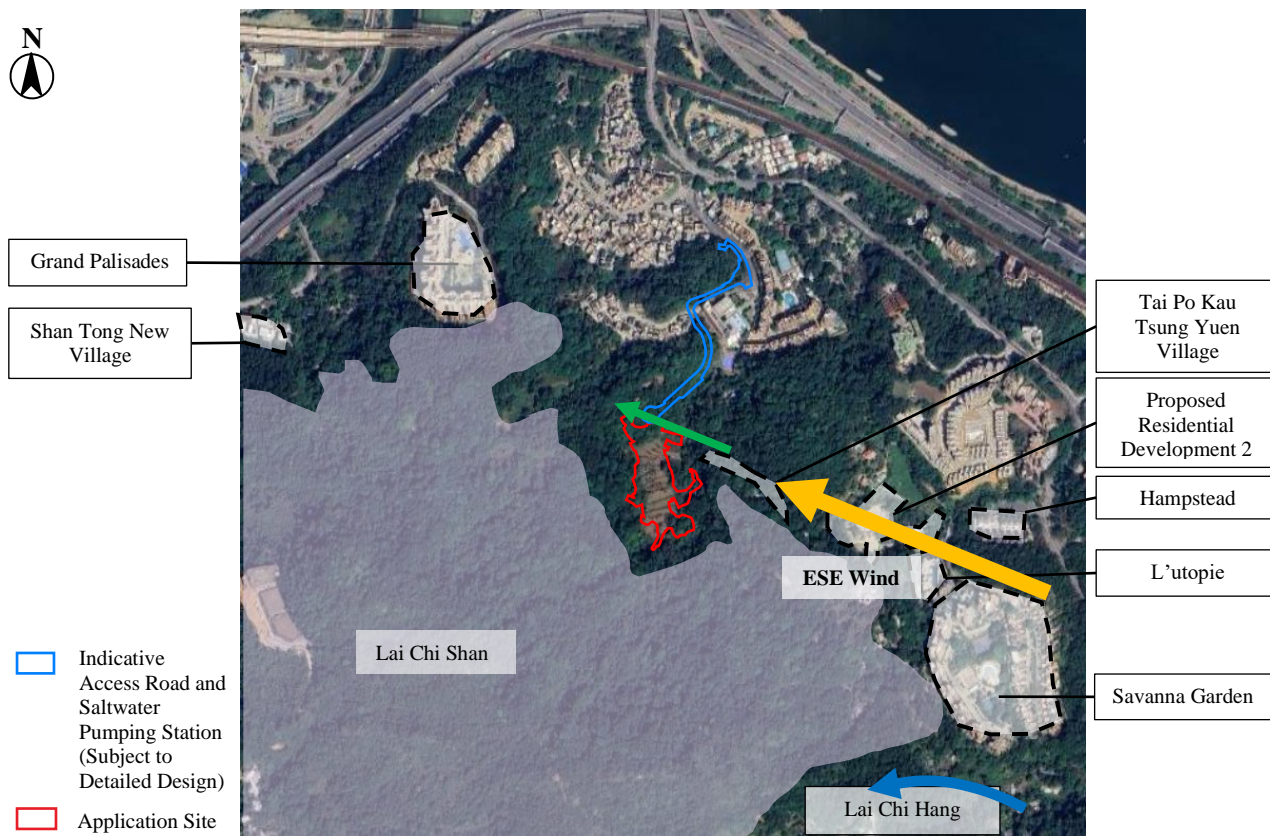 N
Grand Palisades
Shan Tong New
Village
Tai Po Kau
Tsung Yuen
Village
Proposed
Residential
Development 2
Hampstead
ESE Wind
L'utopie
Lai Chi Shan
Savanna Garden
Indicative
Access Road and
Saltwater
Pumping Station
(Subject to
Detailed Design)
Lai Chi Hang
Application Site